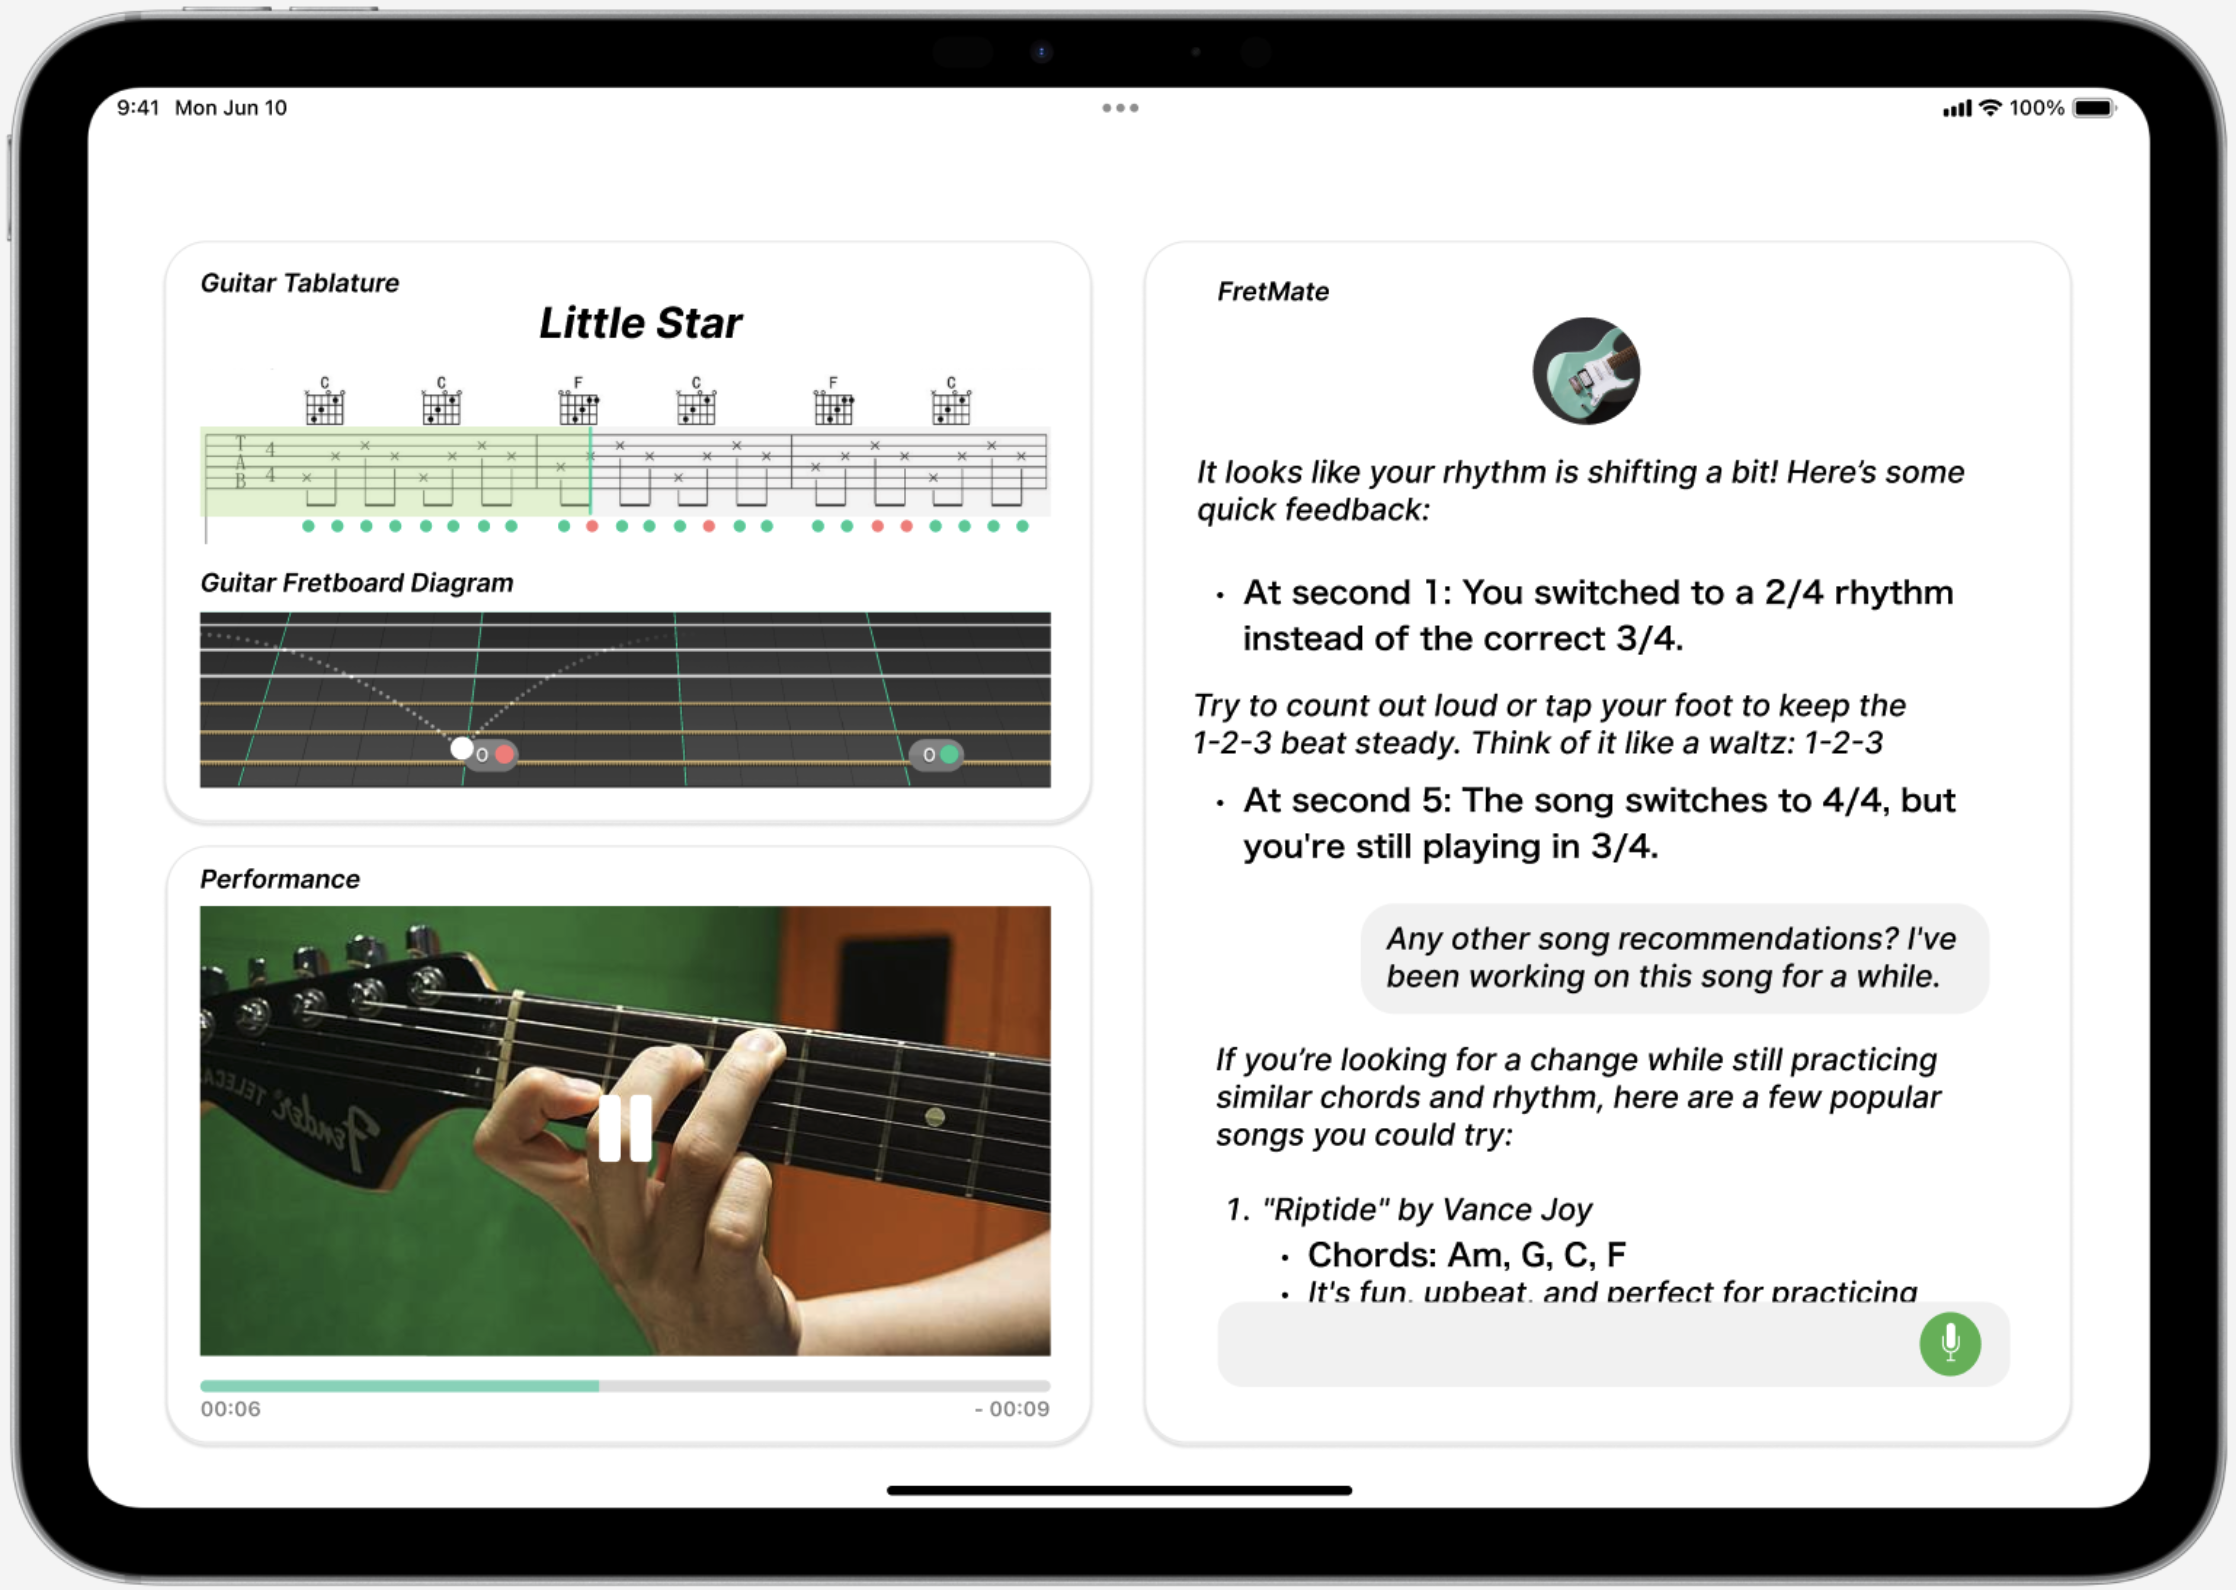 9:41 Mon Jun 10
100%
Guitar Tablature
Little Star
C C F C F C
T
A
B
4
4
Guitar Fretboard Diagram
0
0
Performance
Fender TELECA
00:06
- 00:09
FretMate
It looks like your rhythm is shifting a bit! Here’s some
quick feedback:
• At second 1: You switched to a 2/4 rhythm
instead of the correct 3/4.
Try to count out loud or tap your foot to keep the
1-2-3 beat steady. Think of it like a waltz: 1-2-3
• At second 5: The song switches to 4/4, but
you're still playing in 3/4.
Any other song recommendations? I've
been working on this song for a while.
If you’re looking for a change while still practicing
similar chords and rhythm, here are a few popular
songs you could try:
1. "Riptide" by Vance Joy
• Chords: Am, G, C, F
• It's fun, upbeat, and perfect for practicing